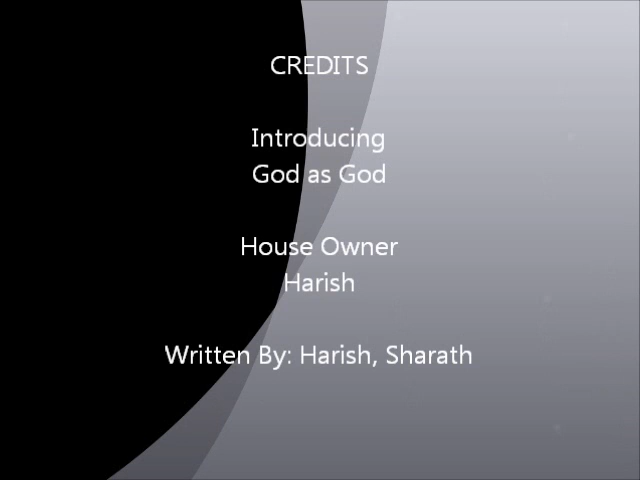 CREDITS
Introducing
God as God
House Owner
Harish
Written By: Harish, Sharath